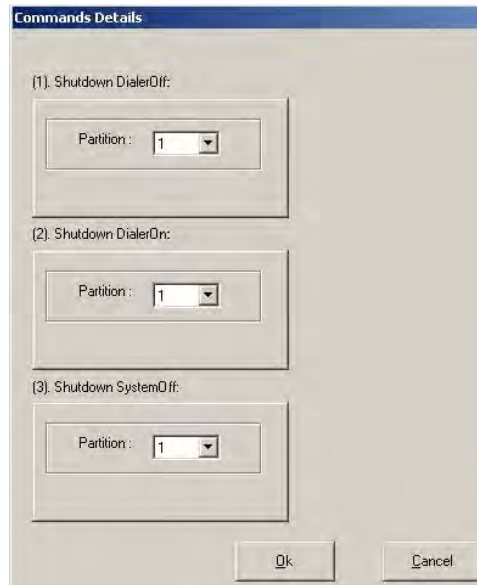 Commands Details
(1). Shutdown DialerOff:
Partition : 1
(2). Shutdown DialerOn:
Partition : 1
(3). Shutdown SystemOff:
Partition : 1
Ok Cancel